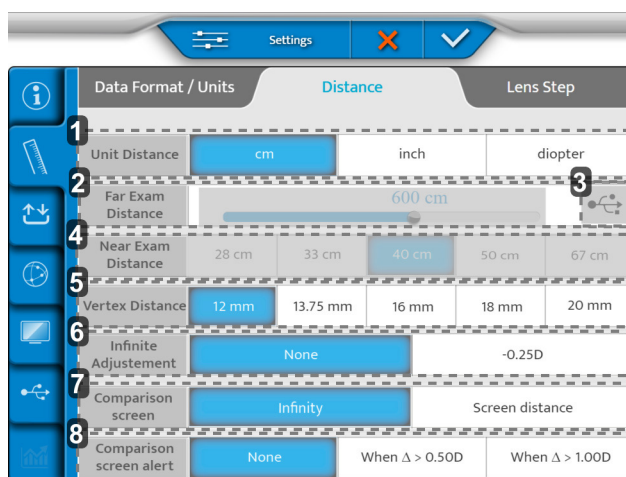 Settings
Data Format / Units Distance Lens Step
1
Unit Distance cm inch diopter
2 3
Far Exam
Distance
600 cm
4
Near Exam
Distance
28 cm 33 cm 40 cm 50 cm 67 cm
5
Vertex Distance 12 mm 13.75 mm 16 mm 18 mm 20 mm
6
Infinite
Adjustement
None -0.25D
7
Comparison
screen
Infinity Screen distance
8
Comparison
screen alert
None When Δ > 0.50D When Δ > 1.00D